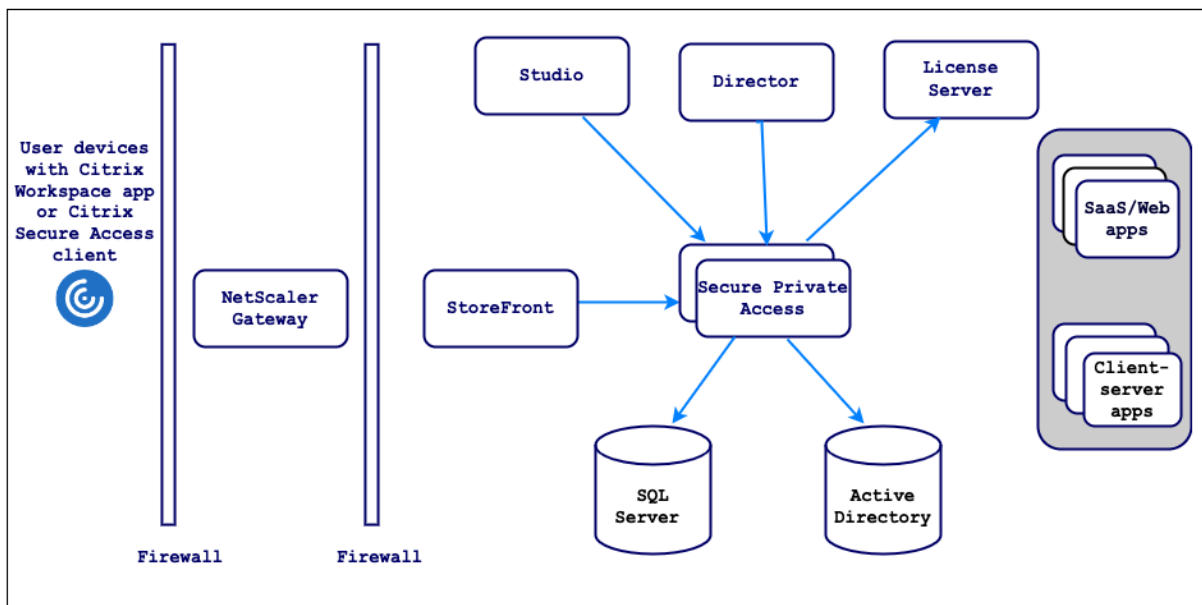 Studio
Director
License
Server
User devices
with Citrix
Workspace app
or Citrix
Secure Access
client
SaaS/Web
apps
NetScaler
Gateway
StoreFront
Secure Private
Access
Client-
server
apps
SQL
Server
Active
Directory
Firewall
Firewall